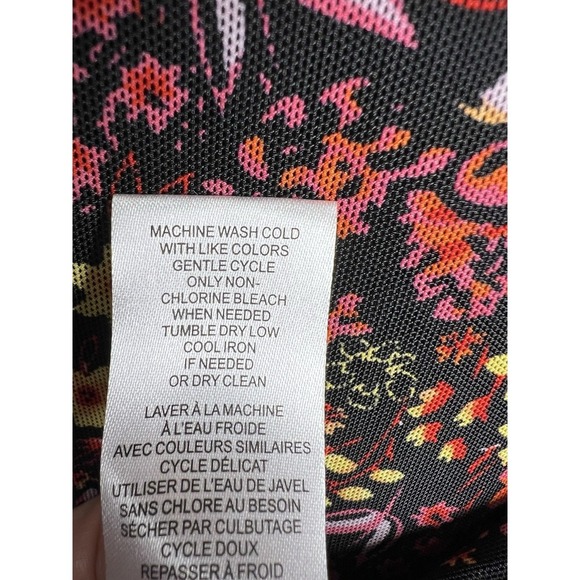 MACHINE WASH COLD
WITH LIKE COLORS
GENTLE CYCLE
ONLY NON-
CHLORINE BLEACH
WHEN NEEDED
TUMBLE DRY LOW
COOL IRON
IF NEEDED
OR DRY CLEAN
LAVER À LA MACHINE
À L'EAU FROIDE
AVEC COULEURS SIMILAIRES
CYCLE DÉLICAT
UTILISER DE L'EAU DE JAVEL
SANS CHLORE AU BESOIN
SÉCHER PAR CULBUTAGE
CYCLE DOUX
REPASSER À FROID